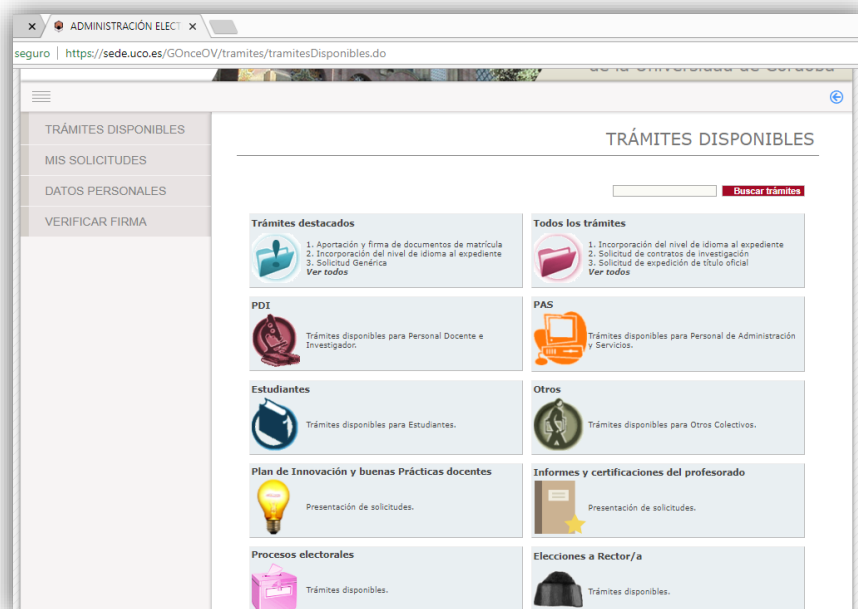 ADMINISTRACIÓN ELECT
seguro | https://sede.uco.es/GOnceOV/tramites/tramitesDisponibles.do
de la Universidad de Córdoba
TRÁMITES DISPONIBLES
MIS SOLICITUDES
DATOS PERSONALES
VERIFICAR FIRMA
TRÁMITES DISPONIBLES
Buscar trámites
Trámites destacados
1. Aportación y firma de documentos de matrícula
2. Incorporación del nivel de idioma al expediente
3. Solicitud Genérica
Ver todos
Todos los trámites
1. Incorporación del nivel de idioma al expediente
2. Solicitud de contratos de investigación
3. Solicitud de expedición de título oficial
Ver todos
PDI
Trámites disponibles para Personal Docente e
Investigador.
PAS
Trámites disponibles para Personal de Administración
y Servicios.
Estudiantes
Trámites disponibles para Estudiantes.
Otros
Trámites disponibles para Otros Colectivos.
Plan de Innovación y buenas Prácticas docentes
Presentación de solicitudes.
Informes y certificaciones del profesorado
Presentación de solicitudes.
Procesos electorales
Trámites disponibles.
Elecciones a Rector/a
Trámites disponibles.